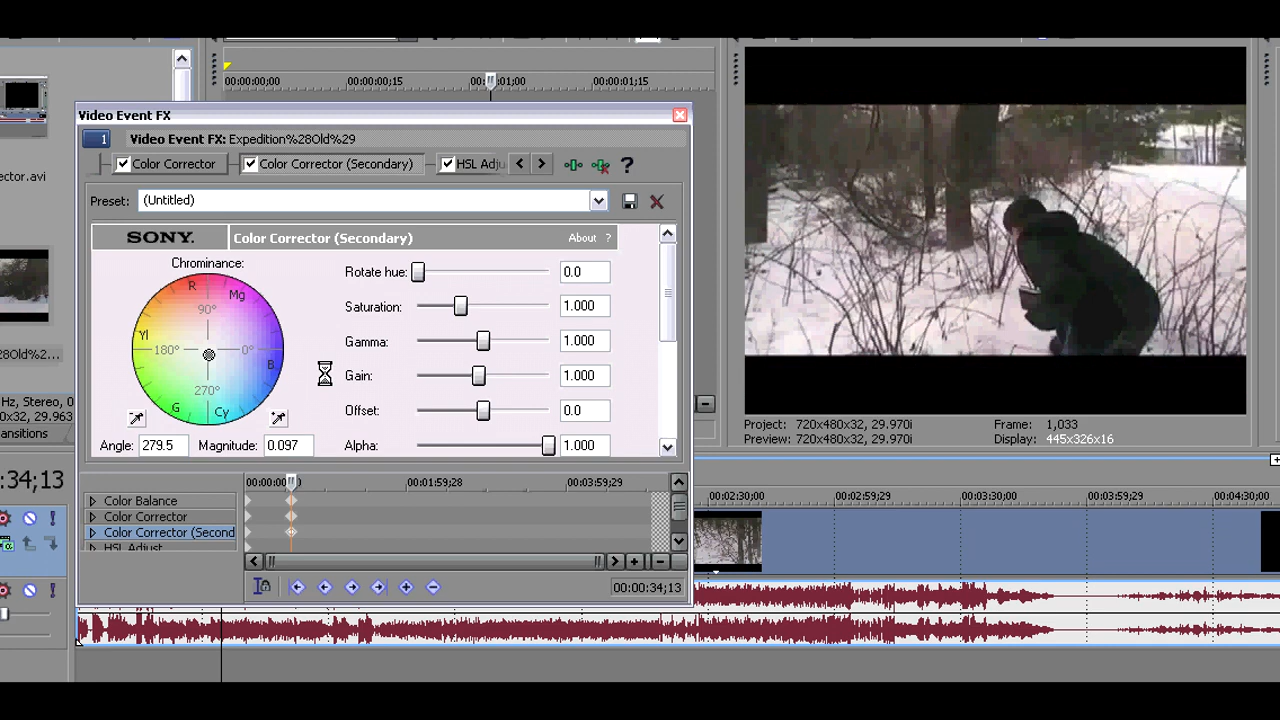 00:00:00;00 00:00:00;15 00:00:01;00 00:00:01;15
Video Event FX
1 Video Event FX: Expedition%28Old%29
Color Corrector Color Corrector (Secondary) HSL Adju ?
ector.avi
Preset: (Untitled)
SONY. Color Corrector (Secondary) About ?
Chrominance:
R Mg
90°
Yl 180° 0° B
270°
G Cy
Angle: 279.5 Magnitude: 0.097
Rotate hue: 0.0
Saturation: 1.000
Gamma: 1.000
Gain: 1.000
Offset: 0.0
Alpha: 1.000
28Old%2...
Hz, Stereo, 0
0x32, 29.963
ansitions
Project: 720x480x32, 29.970i Frame: 1,033
Preview: 720x480x32, 29.970i Display: 445x326x16
:34;13
00:01:59;28 00:03:59;29
Color Balance
Color Corrector
Color Corrector (Second
HSL Adjust
00:00:34;13
00:02:30;00 00:02:59;29 00:03:30;00 00:03:59;29 00:04:30;00